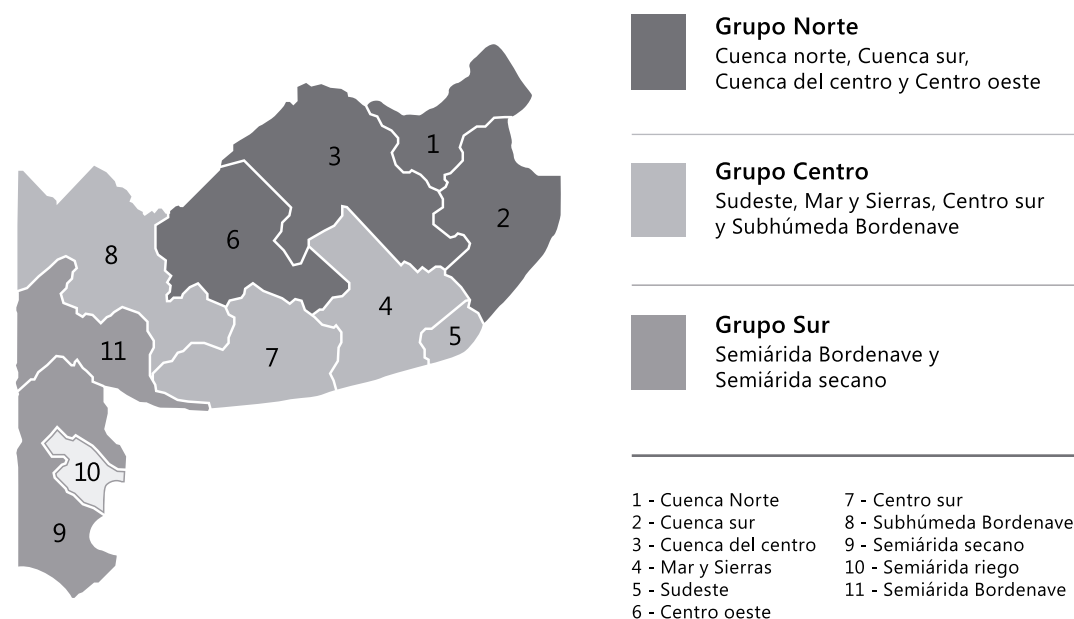 Grupo Norte
Cuenca norte, Cuenca sur,
Cuenca del centro y Centro oeste
Grupo Centro
Sudeste, Mar y Sierras, Centro sur
y Subhúmeda Bordenave
Grupo Sur
Semiárida Bordenave y
Semiárida secano
1 - Cuenca Norte
2 - Cuenca sur
3 - Cuenca del centro
4 - Mar y Sierras
5 - Sudeste
6 - Centro oeste
7 - Centro sur
8 - Subhúmeda Bordenave
9 - Semiárida secano
10 - Semiárida riego
11 - Semiárida Bordenave
1
3
2
6
8
4
5
11
7
10
9